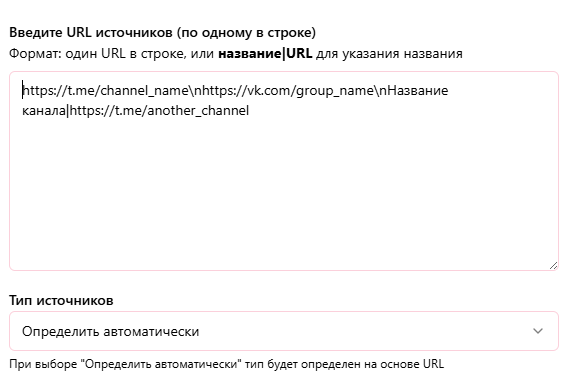 Введите URL источников (по одному в строке)
Формат: один URL в строке, или название|URL для указания названия
https://t.me/channel_name\nhttps://vk.com/group_name\nНазвание
канала|https://t.me/another_channel
Тип источников
Определить автоматически
При выборе "Определить автоматически" тип будет определен на основе URL